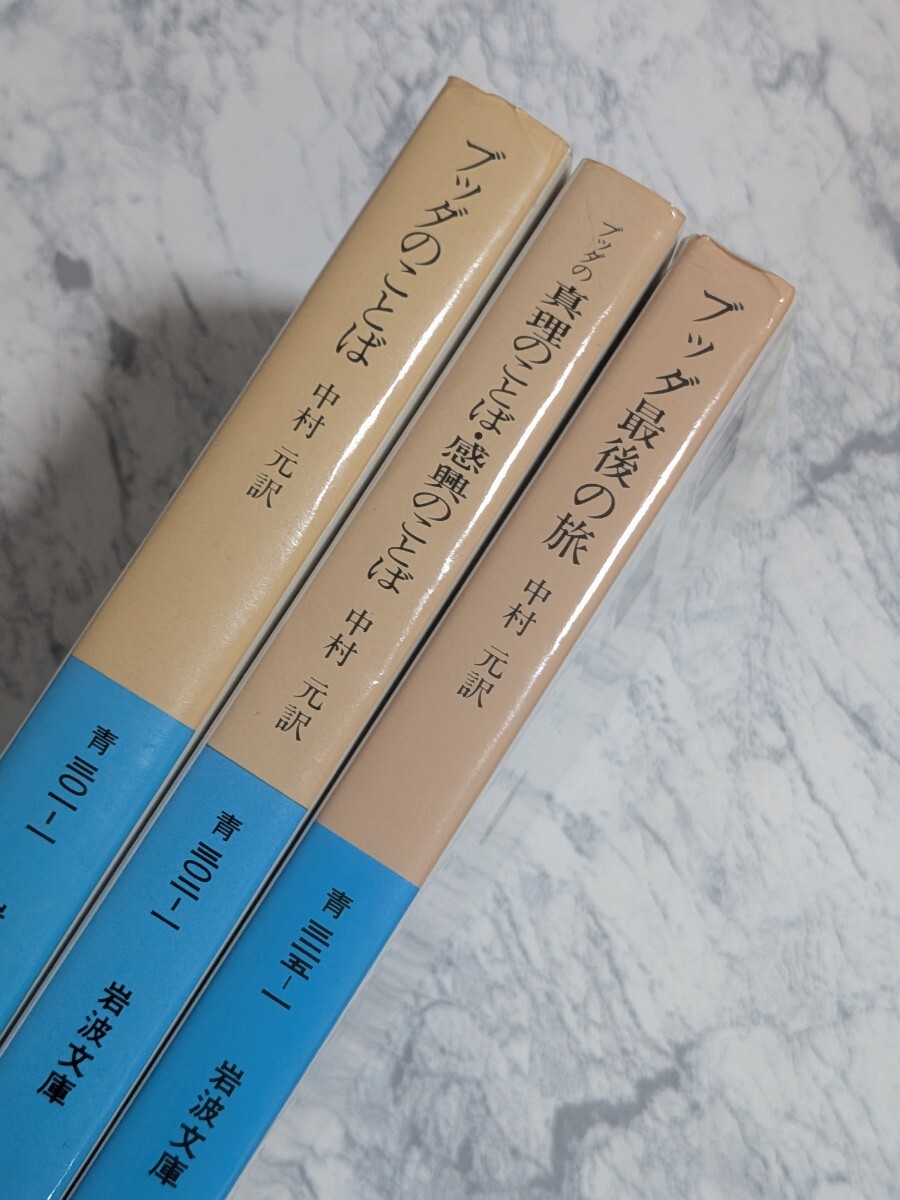 ブッダのことば 中村 元訳
青 三〇一-一
ブッダの 真理のことば・感興のことば 中村 元訳
青 三〇二-一
岩波文庫
ブッダ最後の旅 中村 元訳
青 三二五-一
岩波文庫